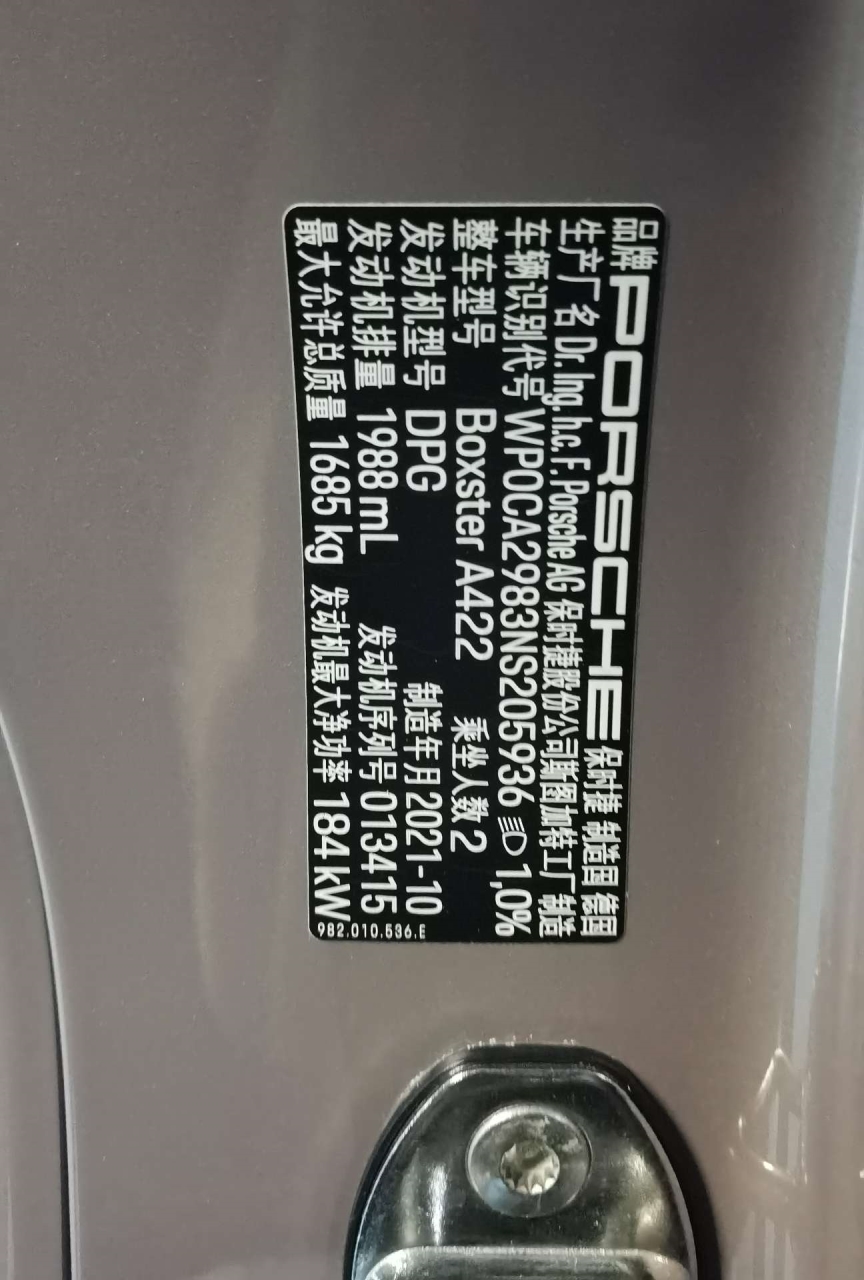 品牌 PORSCHE 保时捷 制造国 德国
生产厂名 Dr. Ing. h.c. F. Porsche AG 保时捷股份公司斯图加特工厂 制造
车辆识别代号 WP0CA2983NS205936 1,0%
整车型号 Boxster A422 乘坐人数 2
发动机型号 DPG 制造年月 2021-10
发动机排量 1988 mL 发动机序列号 013415
最大允许总质量 1685 kg 发动机最大净功率 184 kW
982.010.536.E